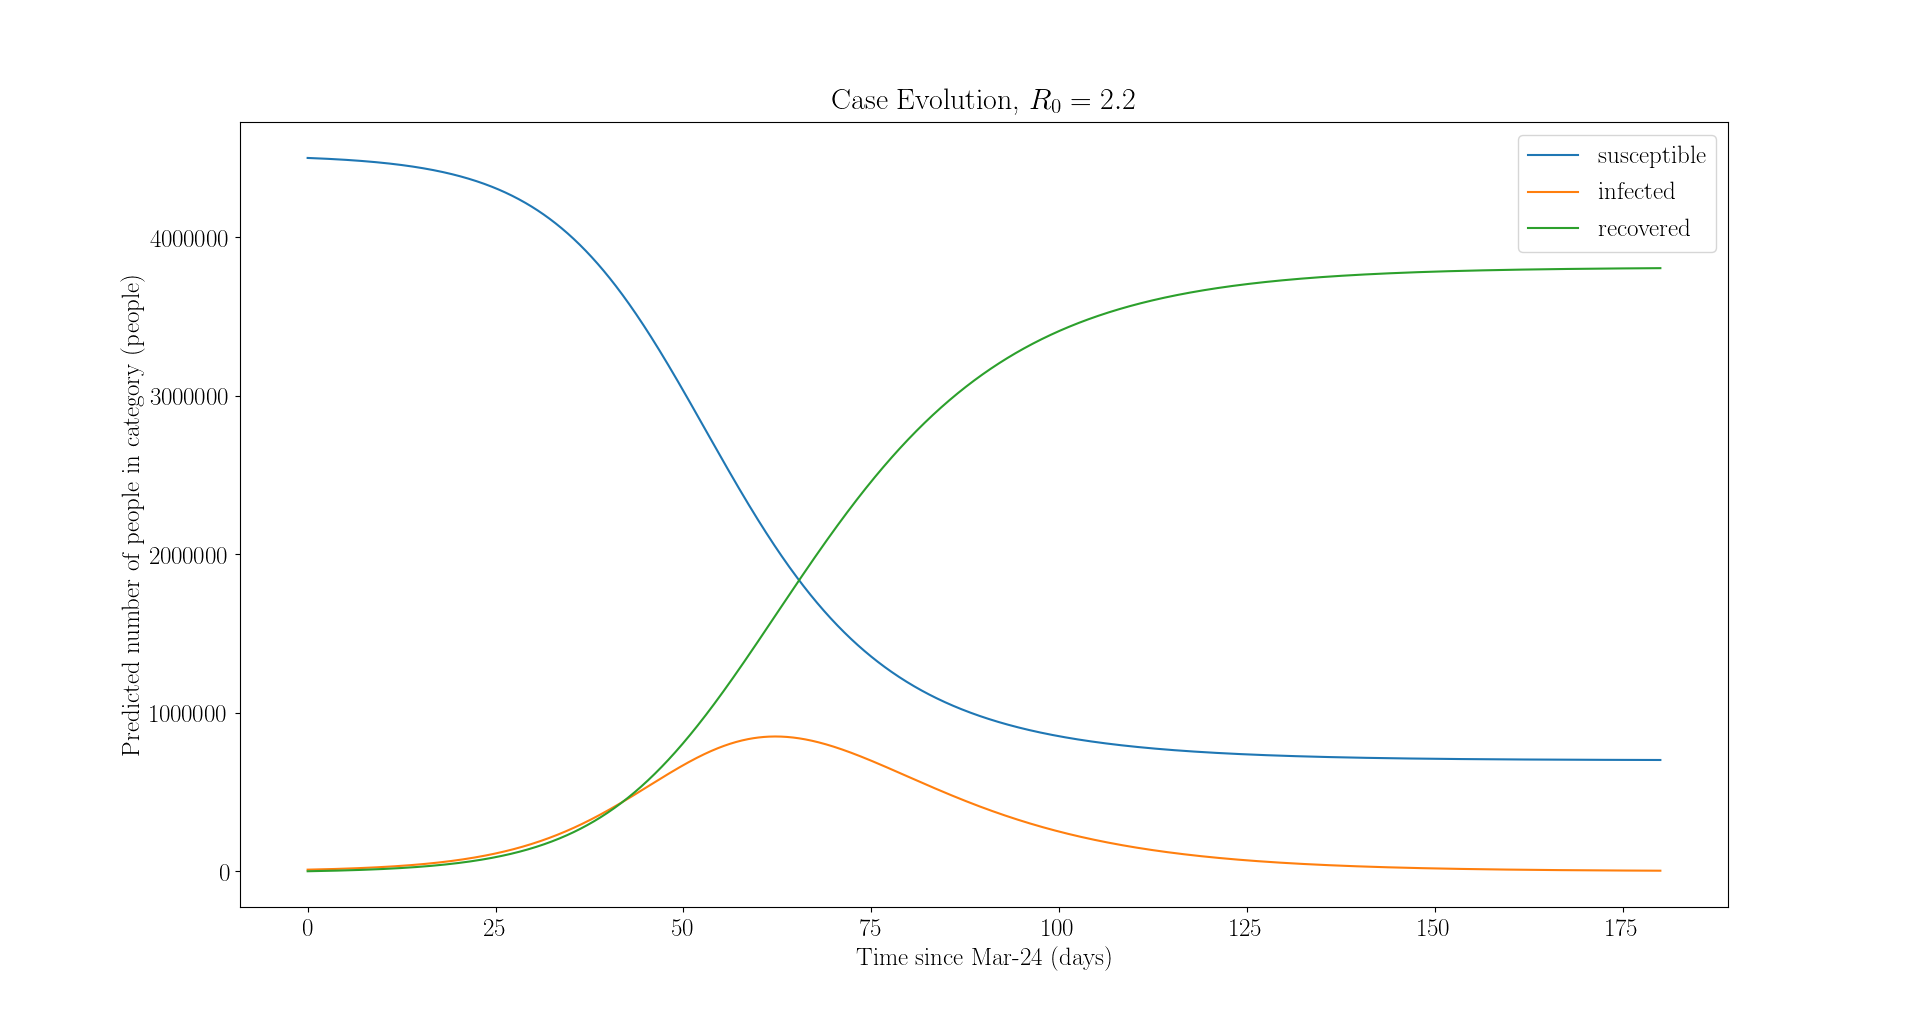 Case Evolution, $R_0 = 2.2$
susceptible
infected
recovered
Predicted number of people in category (people)
4000000
3000000
2000000
1000000
0
0 25 50 75 100 125 150 175
Time since Mar-24 (days)